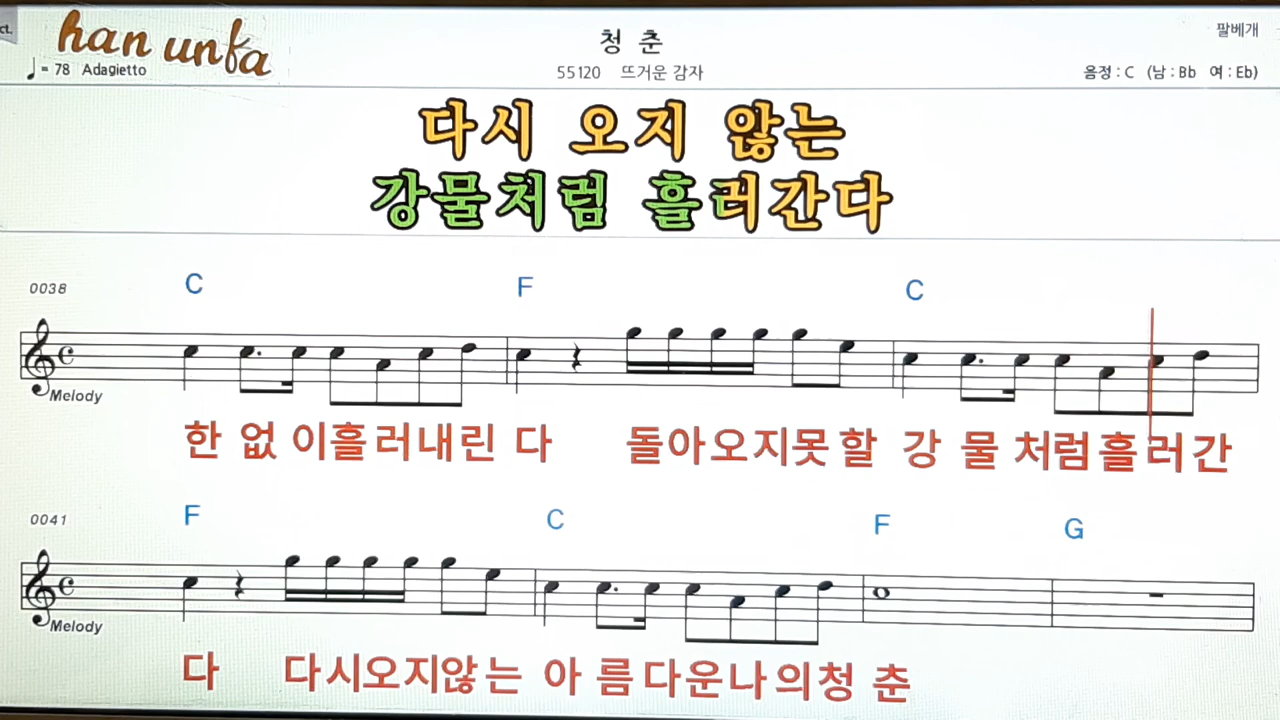 ct.
han unka
청 춘
팔베개
♩= 78 Adagietto
55120 뜨거운 감자
음정 : C (남 : Bb 여 : Eb)
다시 오지 않는
강물처럼 흘러간다
0038
C F C
Melody
한 없 이흘러내린 다 돌아오지못할 강 물 처럼흘러간
0041
F C F G
Melody
다 다시오지않는 아 름다운나의청 춘